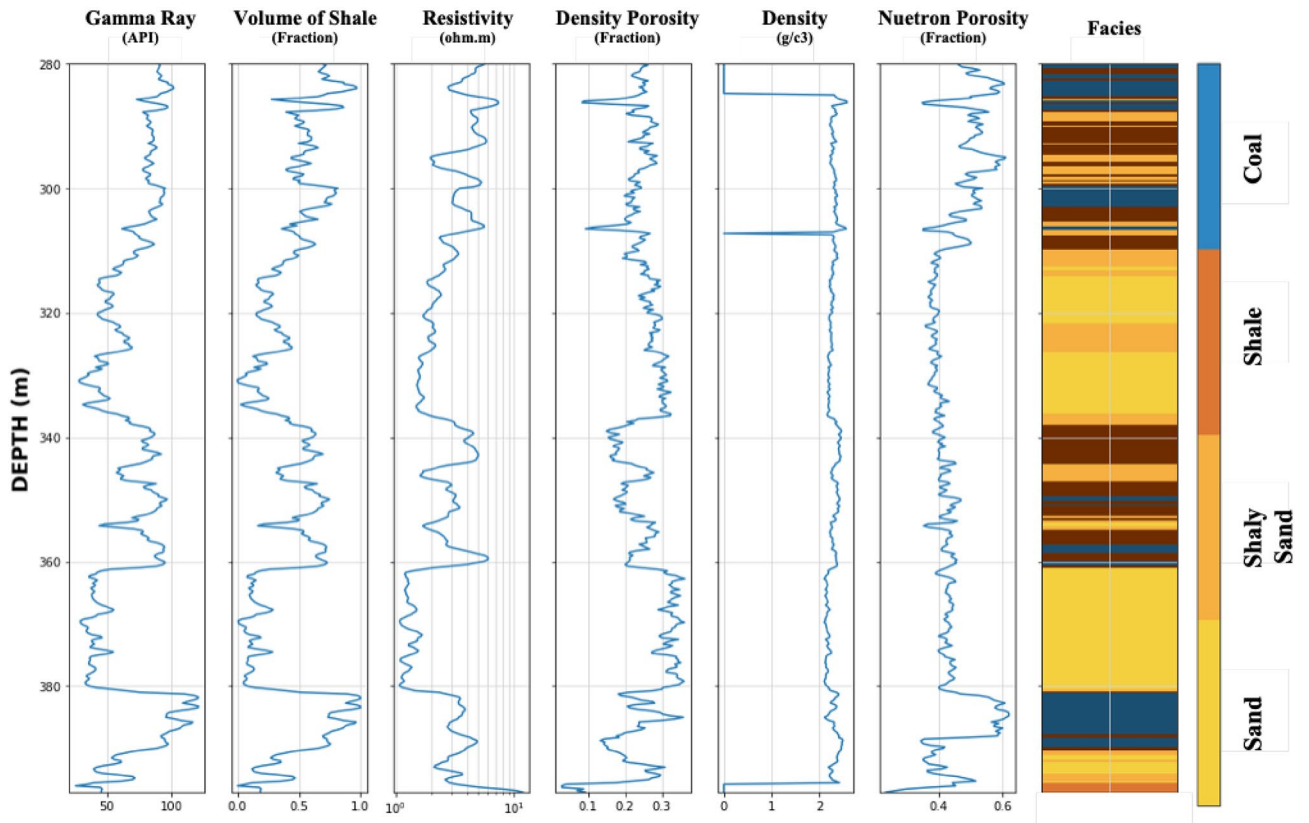 Gamma Ray
(API)
Volume of Shale
(Fraction)
Resistivity
(ohm.m)
Density Porosity
(Fraction)
Density
(g/c3)
Nuetron Porosity
(Fraction)
Facies
DEPTH (m)
280
300
320
340
360
380
50 100
0.0 0.5 1.0
10⁰ 10¹
0.1 0.2 0.3
0 2
0.4 0.6
Coal
Shale
Shaly
Sand
Sand